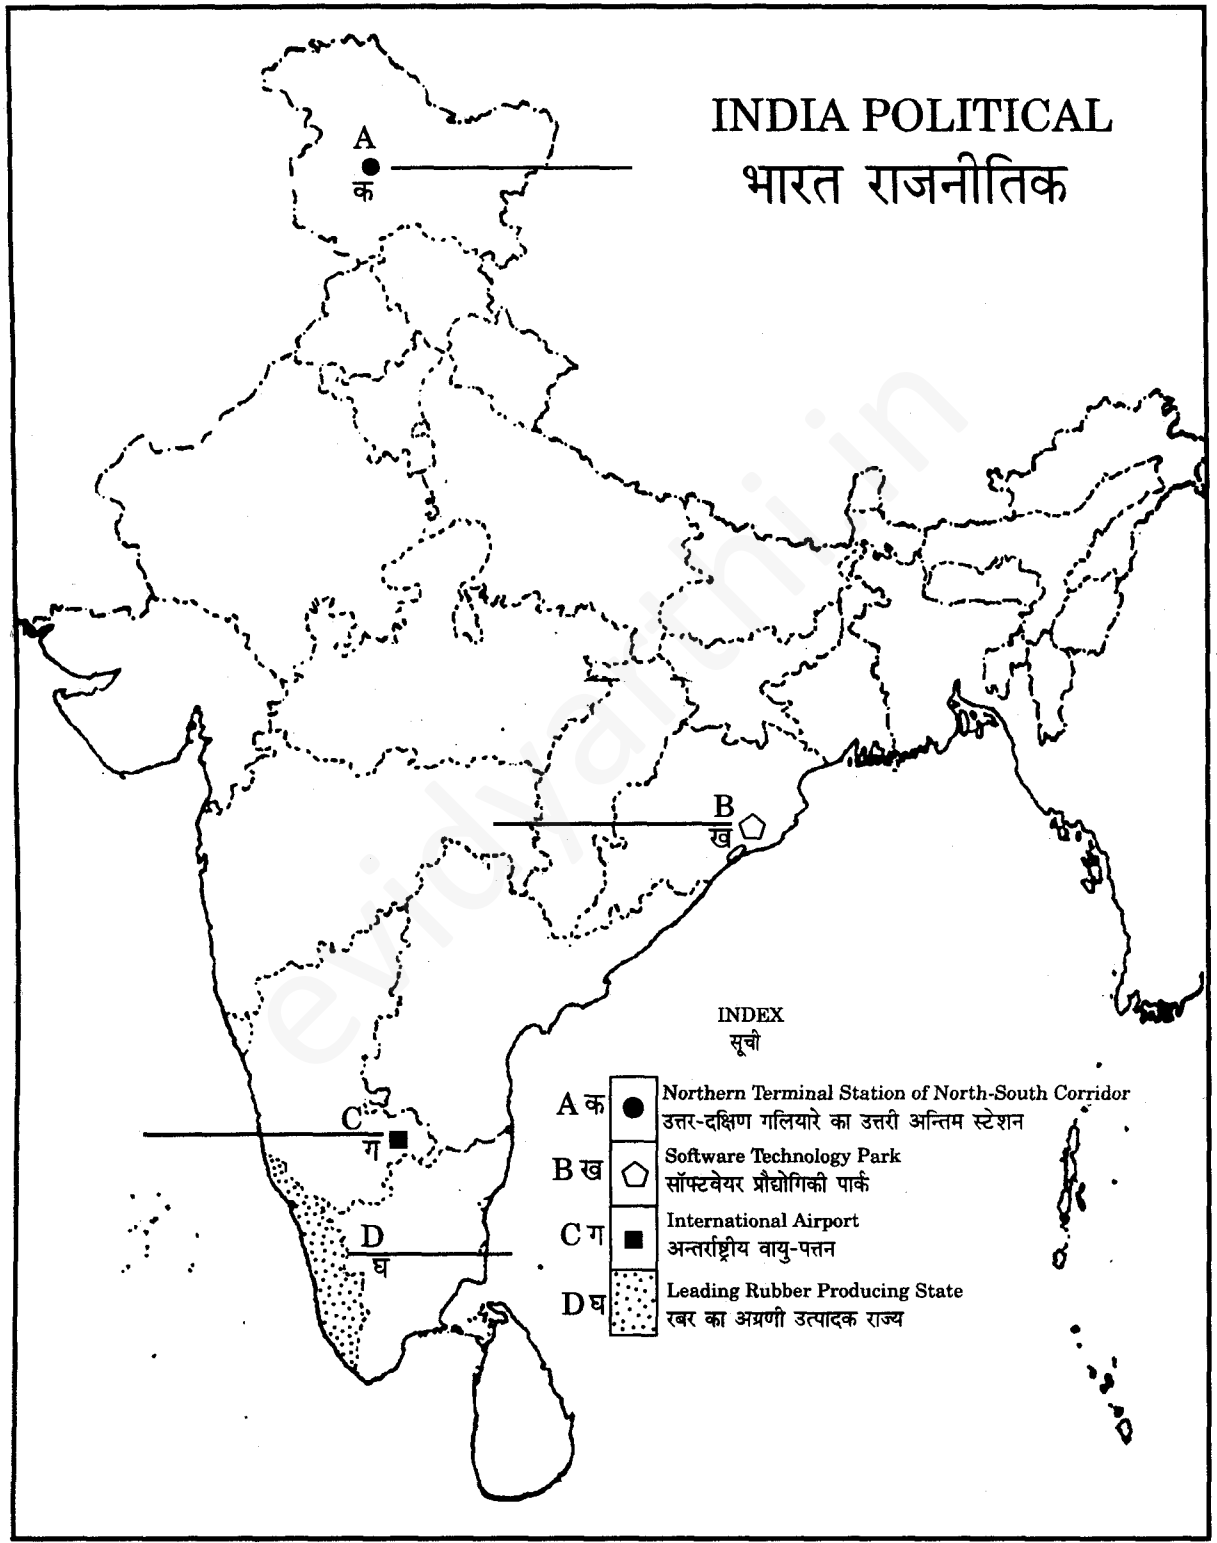 INDIA POLITICAL
भारत राजनीतिक
A
क
B
ख
C
ग
D
घ
INDEX
सूची
A क Northern Terminal Station of North-South Corridor
उत्तर-दक्षिण गलियारे का उत्तरी अन्तिम स्टेशन
B ख Software Technology Park
सॉफ्टवेयर प्रौद्योगिकी पार्क
C ग International Airport
अन्तर्राष्ट्रीय वायु-पत्तन
D घ Leading Rubber Producing State
रबर का अग्रणी उत्पादक राज्य
evidyarthi.in